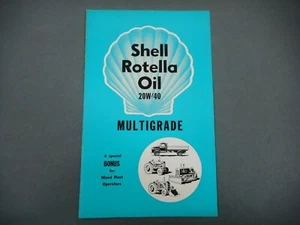 Shell
Rotella
Oil
20W/40
MULTIGRADE
A special
BONUS
for
Mixed Fleet
Operators